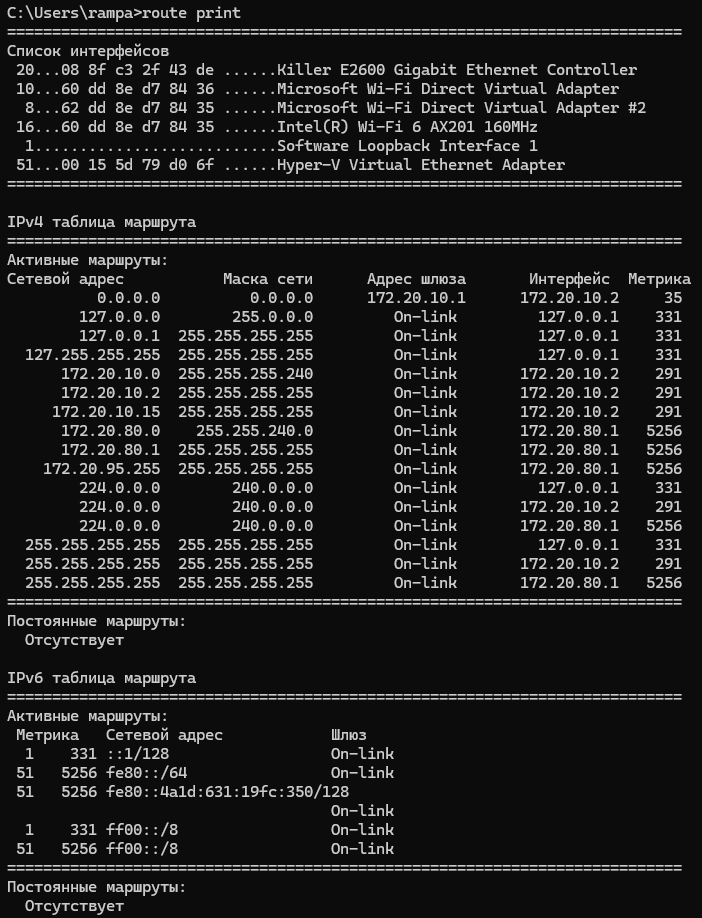 C:\Users\rampa>route print
===========================================================================
Список интерфейсов
 20...08 8f c3 2f 43 de ......Killer E2600 Gigabit Ethernet Controller
 10...60 dd 8e d7 84 36 ......Microsoft Wi-Fi Direct Virtual Adapter
  8...62 dd 8e d7 84 35 ......Microsoft Wi-Fi Direct Virtual Adapter #2
 16...60 dd 8e d7 84 35 ......Intel(R) Wi-Fi 6 AX201 160MHz
  1...........................Software Loopback Interface 1
 51...00 15 5d 79 d0 6f ......Hyper-V Virtual Ethernet Adapter
===========================================================================
IPv4 таблица маршрута
===========================================================================
Активные маршруты:
Сетевой адрес           Маска сети      Адрес шлюза       Интерфейс  Метрика
          0.0.0.0          0.0.0.0      172.20.10.1      172.20.10.2     35
        127.0.0.0        255.0.0.0         On-link         127.0.0.1    331
        127.0.0.1  255.255.255.255         On-link         127.0.0.1    331
  127.255.255.255  255.255.255.255         On-link         127.0.0.1    331
      172.20.10.0  255.255.255.240         On-link       172.20.10.2    291
      172.20.10.2  255.255.255.255         On-link       172.20.10.2    291
     172.20.10.15  255.255.255.255         On-link       172.20.10.2    291
      172.20.80.0    255.255.240.0         On-link       172.20.80.1   5256
      172.20.80.1  255.255.255.255         On-link       172.20.80.1   5256
    172.20.95.255  255.255.255.255         On-link       172.20.80.1   5256
        224.0.0.0        240.0.0.0         On-link         127.0.0.1    331
        224.0.0.0        240.0.0.0         On-link       172.20.10.2    291
        224.0.0.0        240.0.0.0         On-link       172.20.80.1   5256
  255.255.255.255  255.255.255.255         On-link         127.0.0.1    331
  255.255.255.255  255.255.255.255         On-link       172.20.10.2    291
  255.255.255.255  255.255.255.255         On-link       172.20.80.1   5256
===========================================================================
Постоянные маршруты:
  Отсутствует
IPv6 таблица маршрута
===========================================================================
Активные маршруты:
 Метрика   Сетевой адрес            Шлюз
  1    331 ::1/128                  On-link
 51   5256 fe80::/64                On-link
 51   5256 fe80::4a1d:631:19fc:350/128
                                    On-link
  1    331 ff00::/8                 On-link
 51   5256 ff00::/8                 On-link
===========================================================================
Постоянные маршруты:
  Отсутствует